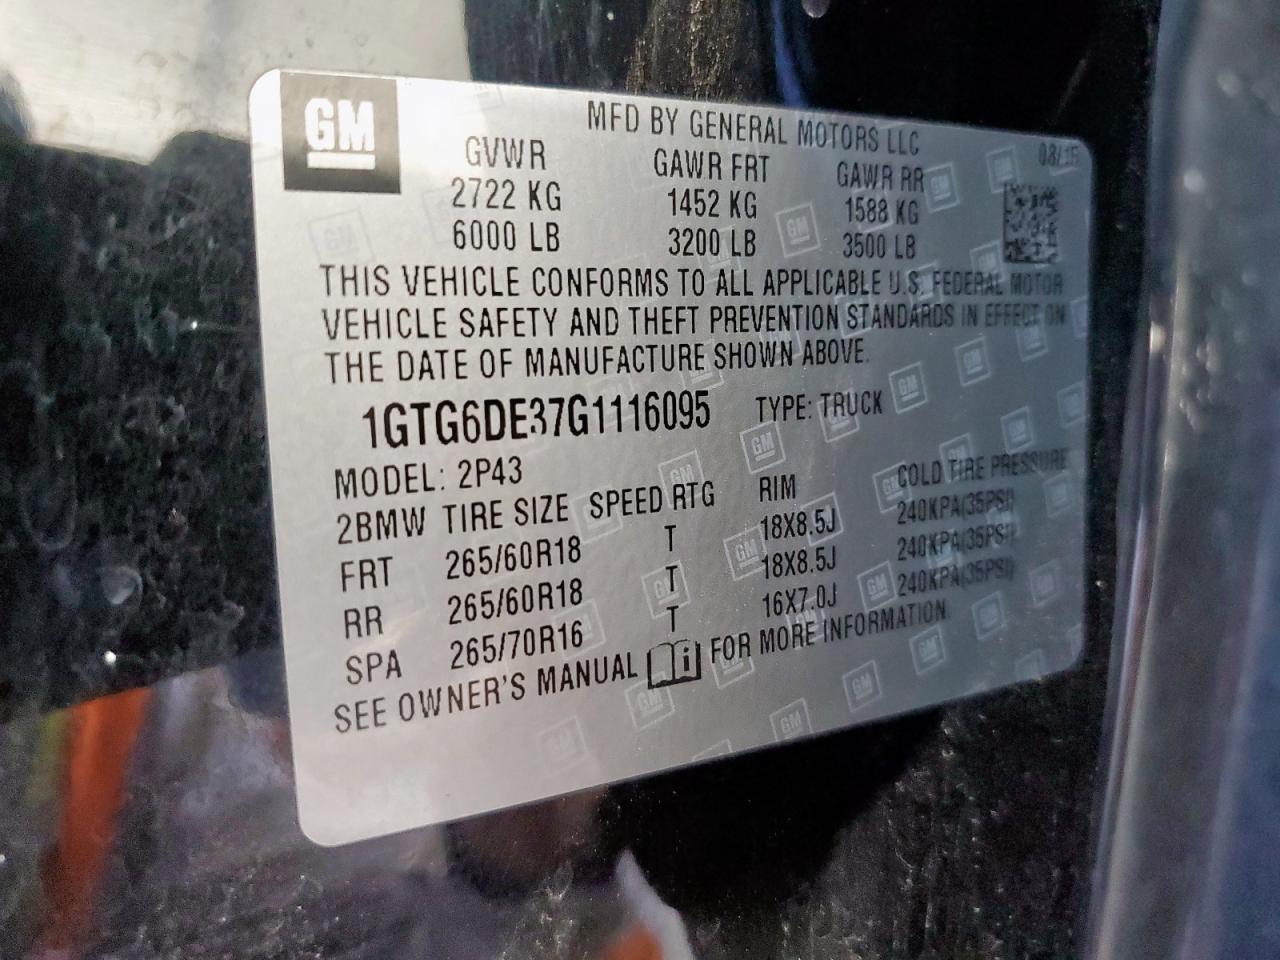 GM
MFD BY GENERAL MOTORS LLC
08/15
GVWR GAWR FRT GAWR RR
2722 KG 1452 KG 1588 KG
6000 LB 3200 LB 3500 LB
THIS VEHICLE CONFORMS TO ALL APPLICABLE U.S. FEDERAL MOTOR
VEHICLE SAFETY AND THEFT PREVENTION STANDARDS IN EFFECT ON
THE DATE OF MANUFACTURE SHOWN ABOVE.
1GTG6DE37G1116095 TYPE: TRUCK
MODEL: 2P43
2BMW TIRE SIZE SPEED RTG RIM COLD TIRE PRESSURE
FRT 265/60R18 T 18X8.5J 240KPA(35PSI)
RR 265/60R18 T 18X8.5J 240KPA(35PSI)
SPA 265/70R16 T 16X7.0J 240KPA(35PSI)
SEE OWNER'S MANUAL FOR MORE INFORMATION